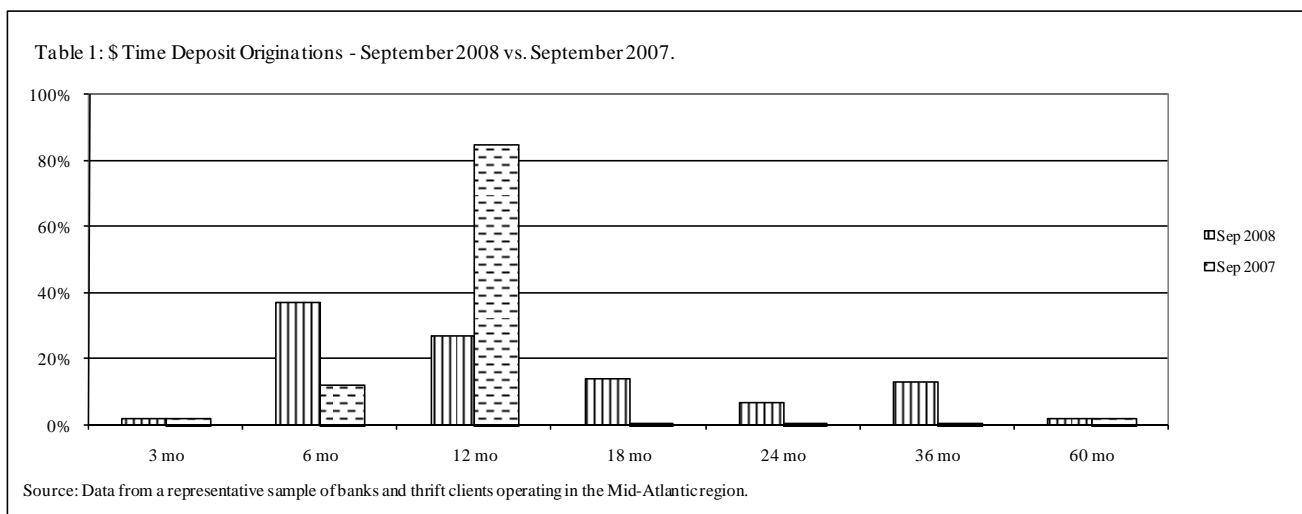 Table 1: $ Time Deposit Originations - September 2008 vs. September 2007.
100%
80%
60%
40%
20%
0%
3 mo 6 mo 12 mo 18 mo 24 mo 36 mo 60 mo
Sep 2008
Sep 2007
Source: Data from a representative sample of banks and thrift clients operating in the Mid-Atlantic region.